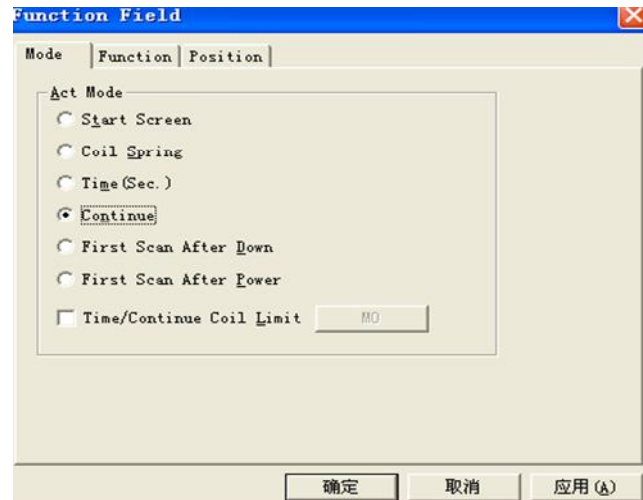 Function Field
Mode Function Position
Act Mode
Start Screen
Coil Spring
Time(Sec.)
Continue
First Scan After Down
First Scan After Power
Time/Continue Coil Limit M0
确定 取消 应用(A)